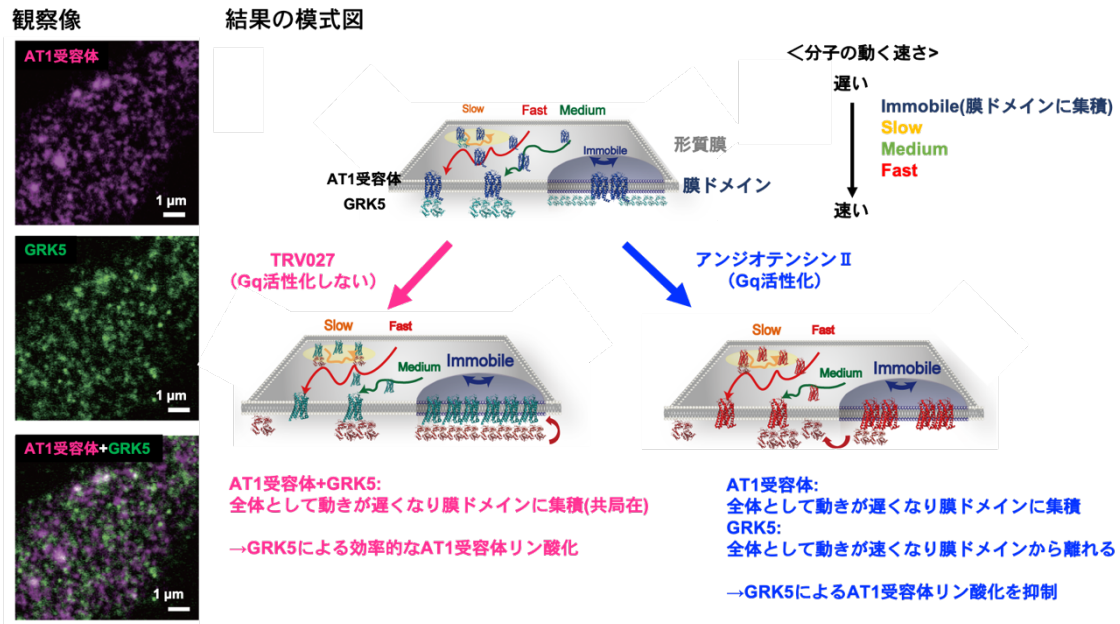 観察像
結果の模式図
AT1受容体
1 µm
GRK5
1 µm
AT1受容体+GRK5
1 µm
＜分子の動く速さ>
遅い
Immobile(膜ドメインに集積)
Slow
Medium
Fast
速い
Slow
Fast
Medium
形質膜
Immobile
AT1受容体
膜ドメイン
GRK5
TRV027
（Gq活性化しない）
アンジオテンシンⅡ
（Gq活性化）
Slow
Fast
Medium
Immobile
Slow
Fast
Medium
Immobile
AT1受容体+GRK5:
全体として動きが遅くなり膜ドメインに集積(共局在)
→GRK5による効率的なAT1受容体リン酸化
AT1受容体:
全体として動きが遅くなり膜ドメインに集積
GRK5:
全体として動きが速くなり膜ドメインから離れる
→GRK5によるAT1受容体リン酸化を抑制